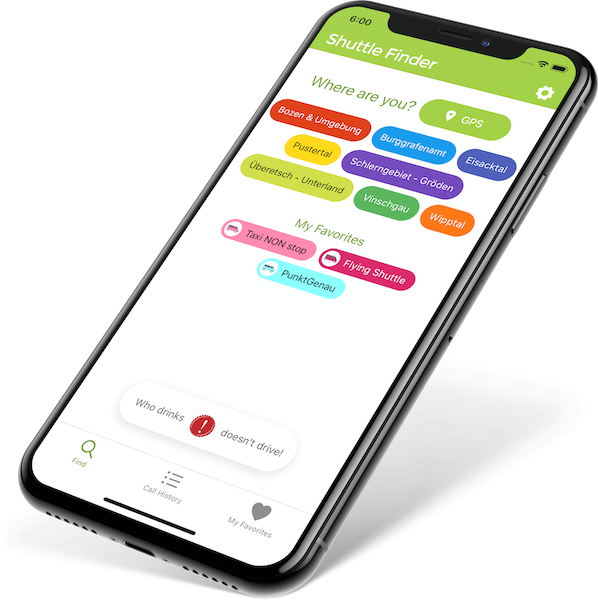 6:00
Shuttle Finder
Where are you?
GPS
Bozen & Umgebung
Burggrafenamt
Eisacktal
Pustertal
Schlerngebiet - Gröden
Überetsch - Unterland
Vinschgau
Wipptal
My Favorites
Taxi NON stop
Flying Shuttle
PunktGenau
Who drinks ! doesn't drive!
Find
Call History
My Favorites